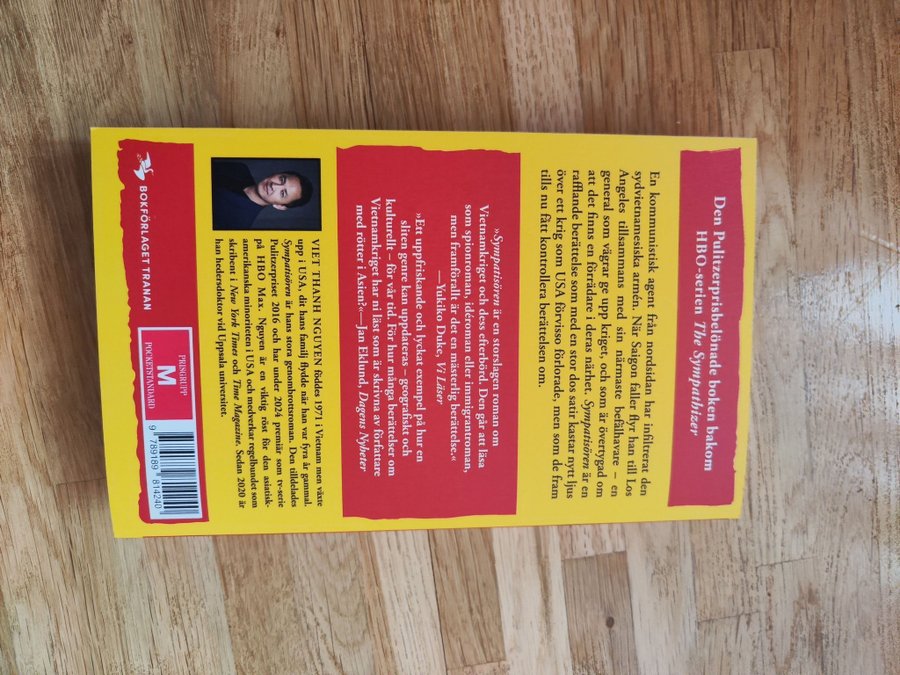 Den Pulitzerprisbelönade boken bakom
HBO-serien The Sympathizer
En kommunistisk agent från nordsidan har infiltrerat den
sydvietnamesiska armén. När Saigon faller flyr han till Los
Angeles tillsammans med sin närmaste befälhavare – en
general som vägrar ge upp kriget, och som är övertygad om
att det finns en förrädare i deras närhet. Sympatisören är en
rafflande berättelse som med en stor dos satir kastar nytt ljus
över ett krig som USA förvisso förlorade, men som de fram
tills nu fått kontrollera berättelsen om.
»Sympatisören är en storslagen roman om
Vietnamkriget och dess efterbörd. Den går att läsa
som spionroman, idéroman eller immigrantroman,
men framförallt är det en mästerlig berättelse.«
—Yukiko Duke, Vi Läser
»Ett uppfriskande och lyckat exempel på hur en
sliten genre kan uppdateras – geografiskt och
kulturellt – för vår tid. För hur många berättelser om
Vietnamkriget har ni läst som är skrivna av författare
med rötter i Asien?«—Jan Eklund, Dagens Nyheter
VIET THANH NGUYEN föddes 1971 i Vietnam men växte
upp i USA, dit hans familj flydde när han var fyra år gammal.
Sympatisören är hans stora genombrottsroman. Den tilldelades
Pulitzerpriset 2016 och har under 2024 premiär som tv-serie
på HBO Max. Nguyen är en viktig röst för den asiatisk-
amerikanska minoriteten i USA och medverkar regelbundet som
skribent i New York Times och Time Magazine. Sedan 2020 är
han hedersdoktor vid Uppsala universitet.
BOKFÖRLAGET TRANAN
PRISGRUPP
M
POCKETSTANDARD
9 789189 814240